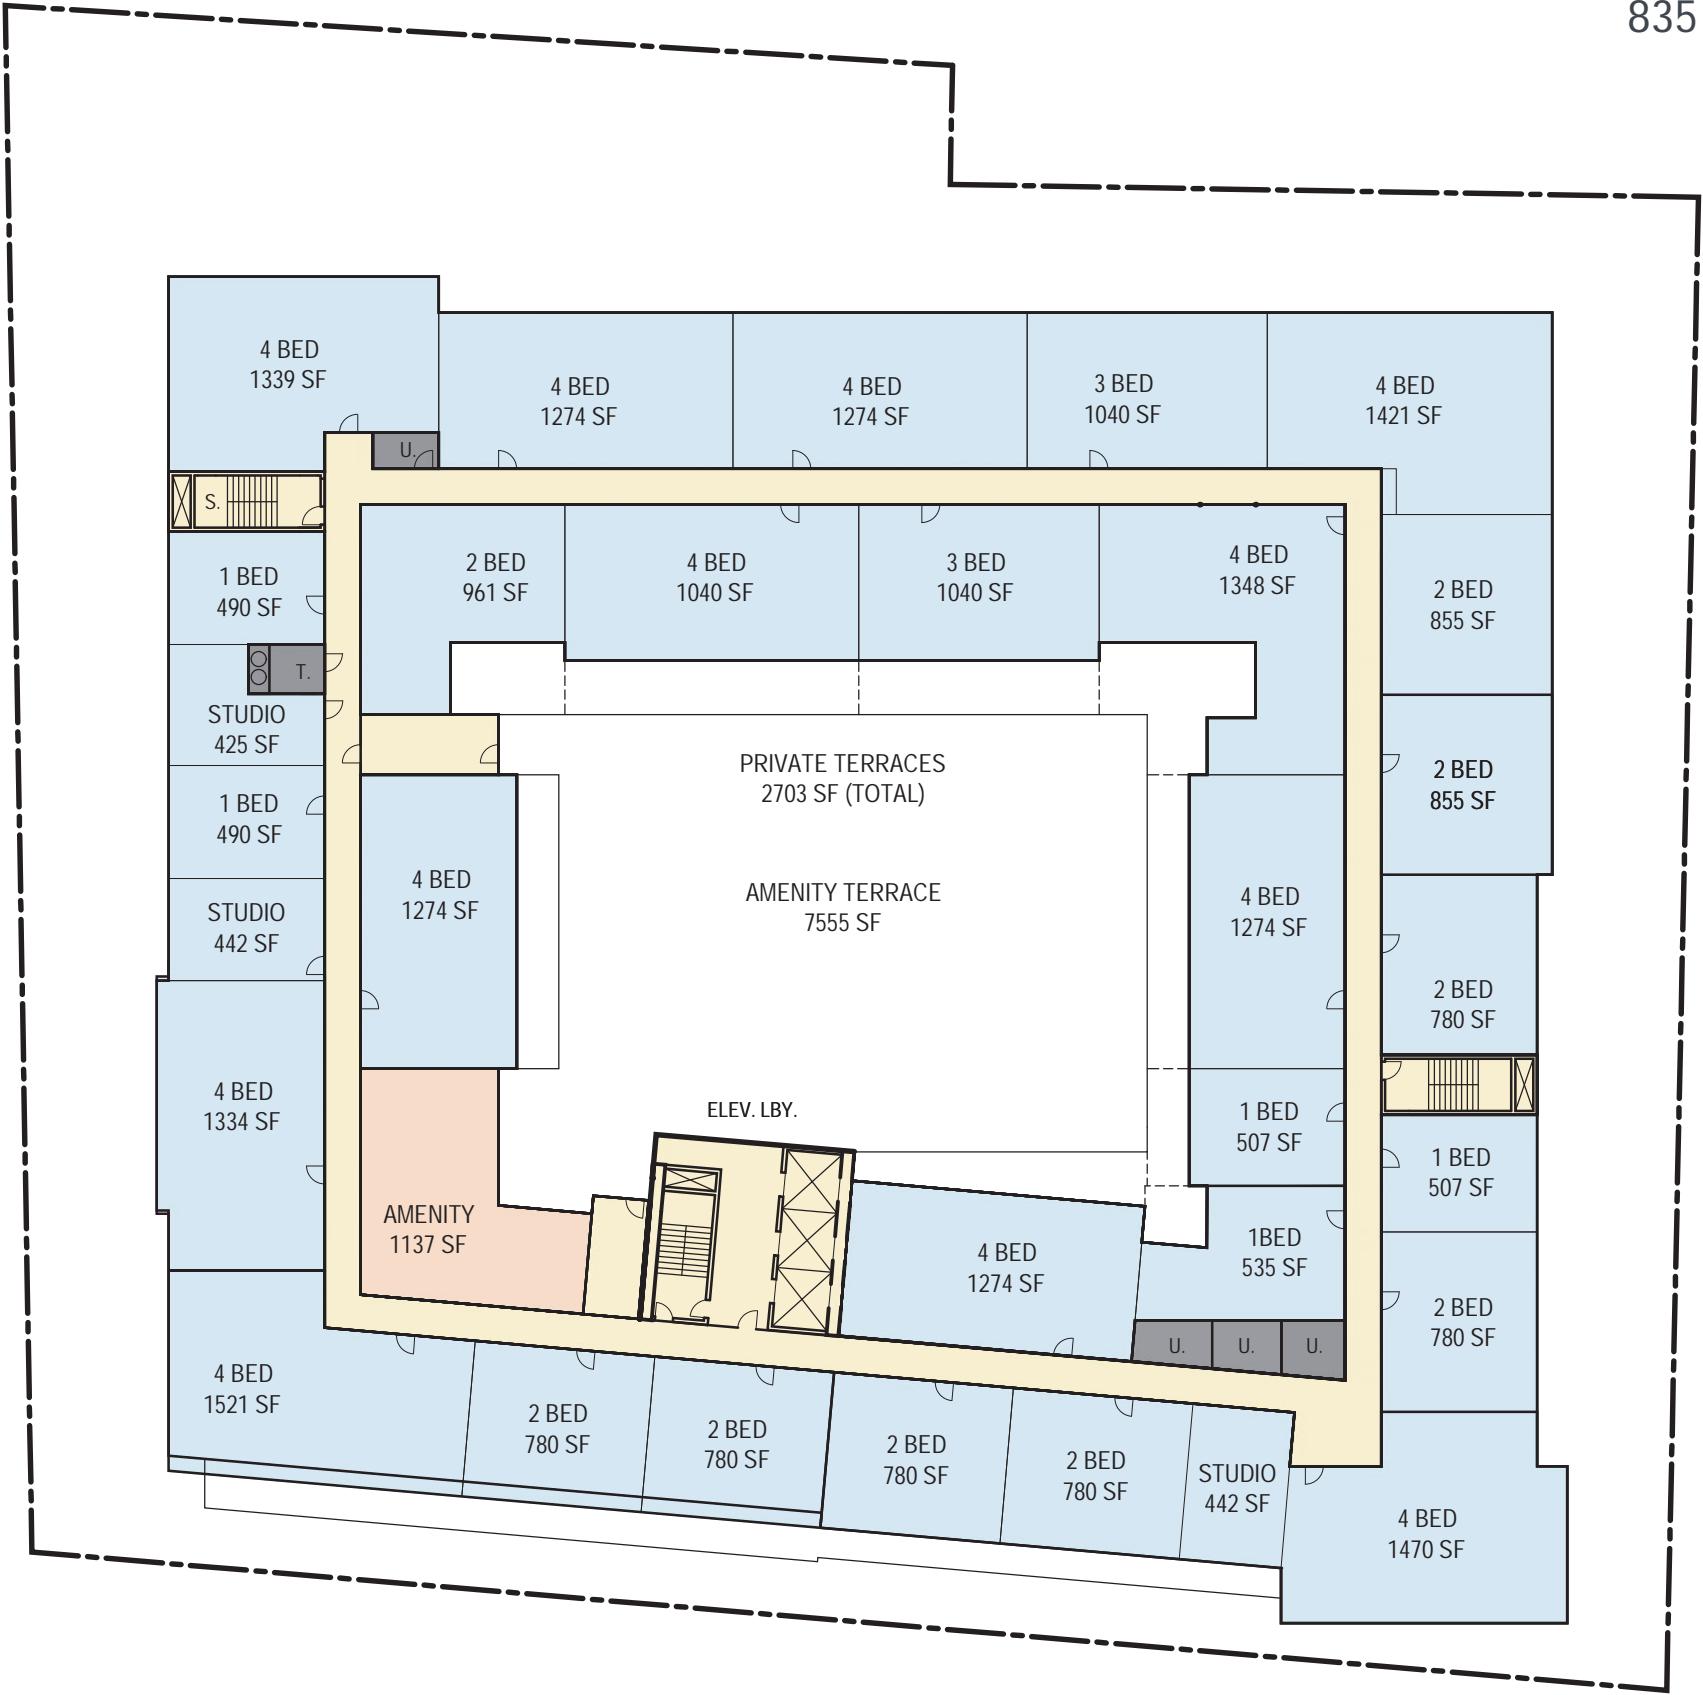 835
4 BED
1339 SF
4 BED
1274 SF
4 BED
1274 SF
3 BED
1040 SF
4 BED
1421 SF
U.
S.
1 BED
490 SF
2 BED
961 SF
4 BED
1040 SF
3 BED
1040 SF
4 BED
1348 SF
2 BED
855 SF
T.
STUDIO
425 SF
PRIVATE TERRACES
2703 SF (TOTAL)
2 BED
855 SF
1 BED
490 SF
4 BED
1274 SF
AMENITY TERRACE
7555 SF
4 BED
1274 SF
STUDIO
442 SF
2 BED
780 SF
4 BED
1334 SF
ELEV. LBY.
1 BED
507 SF
1 BED
507 SF
AMENITY
1137 SF
4 BED
1274 SF
1BED
535 SF
2 BED
780 SF
U.
U.
U.
4 BED
1521 SF
2 BED
780 SF
2 BED
780 SF
2 BED
780 SF
2 BED
780 SF
STUDIO
442 SF
4 BED
1470 SF